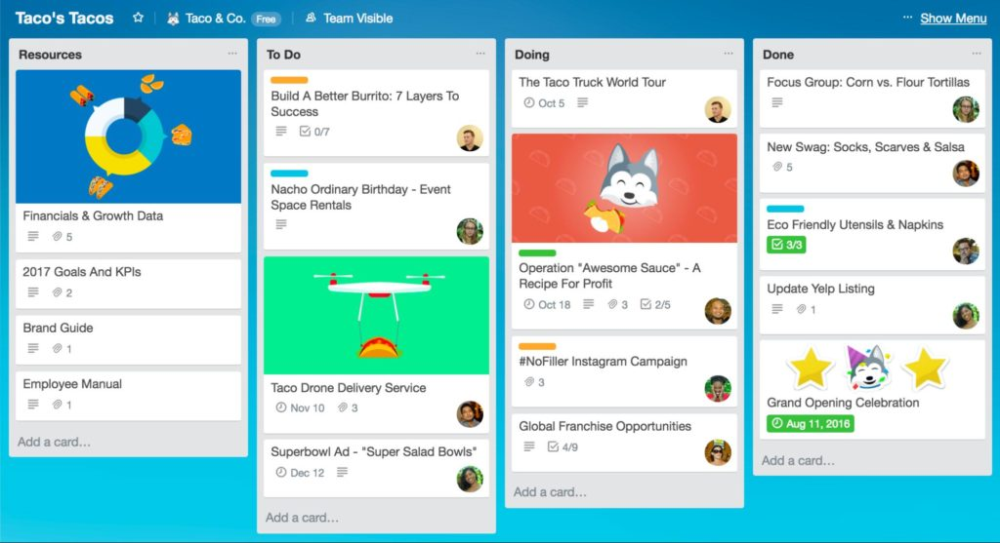 Taco's Tacos
Taco & Co. Free
Team Visible
Show Menu
Resources
Financials & Growth Data
5
2017 Goals And KPIs
2
Brand Guide
1
Employee Manual
1
Add a card…
To Do
Build A Better Burrito: 7 Layers To
Success
0/7
Nacho Ordinary Birthday - Event
Space Rentals
Taco Drone Delivery Service
Nov 10 3
Superbowl Ad - "Super Salad Bowls"
Dec 12
Add a card…
Doing
The Taco Truck World Tour
Oct 5
Operation "Awesome Sauce" - A
Recipe For Profit
Oct 18 3 2/5
#NoFiller Instagram Campaign
3
Global Franchise Opportunities
4/9
Add a card…
Done
Focus Group: Corn vs. Flour Tortillas
New Swag: Socks, Scarves & Salsa
5
Eco Friendly Utensils & Napkins
3/3
Update Yelp Listing
1
Grand Opening Celebration
Aug 11, 2016
Add a card…